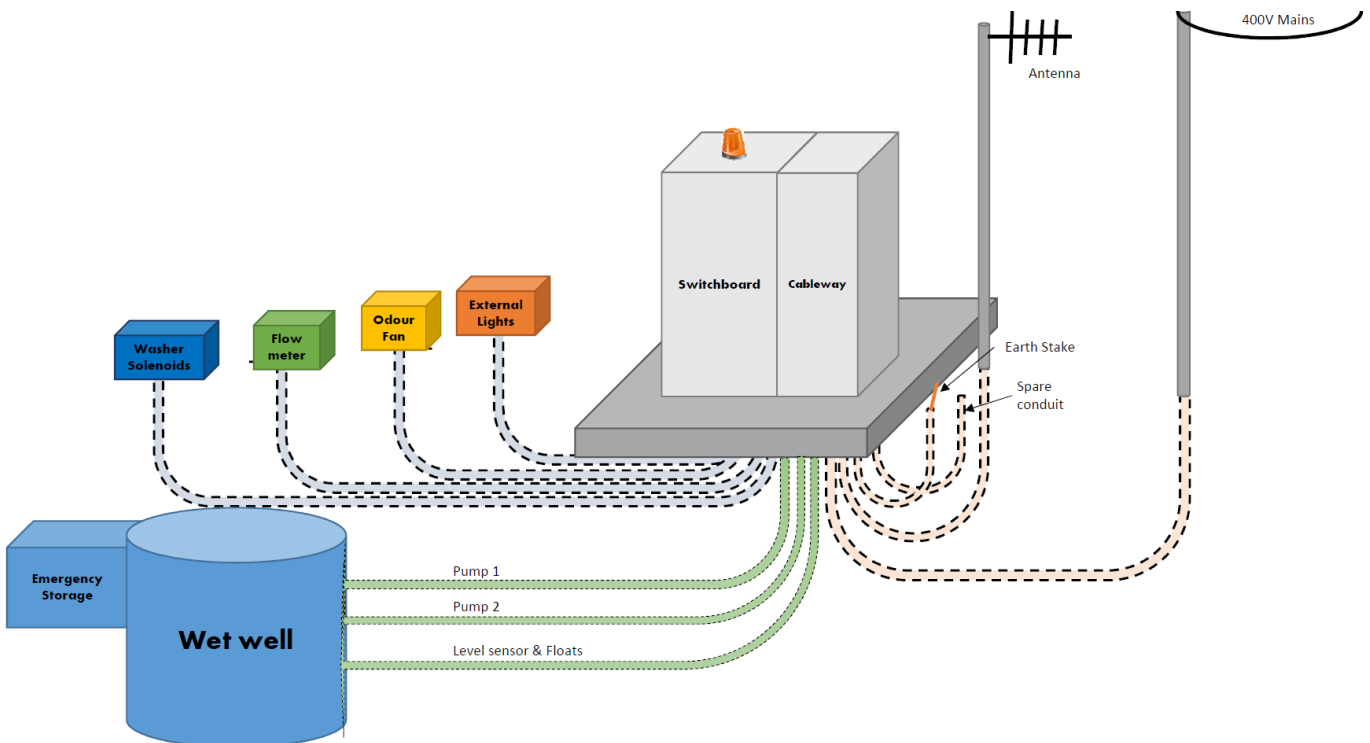 400V Mains
Antenna
Switchboard
Cableway
External
Lights
Odour
Fan
Flow
meter
Washer
Solenoids
Earth Stake
Spare
conduit
Emergency
Storage
Wet well
Pump 1
Pump 2
Level sensor & Floats